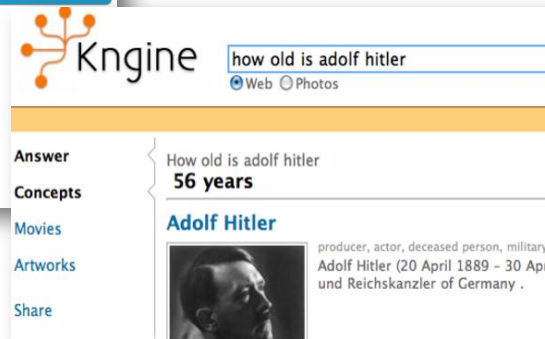 Kngine
how old is adolf hitler
Web Photos
Answer
Concepts
Movies
Artworks
Share
How old is adolf hitler
56 years
Adolf Hitler
producer, actor, deceased person, military
Adolf Hitler (20 April 1889 - 30 Apr
und Reichskanzler of Germany .